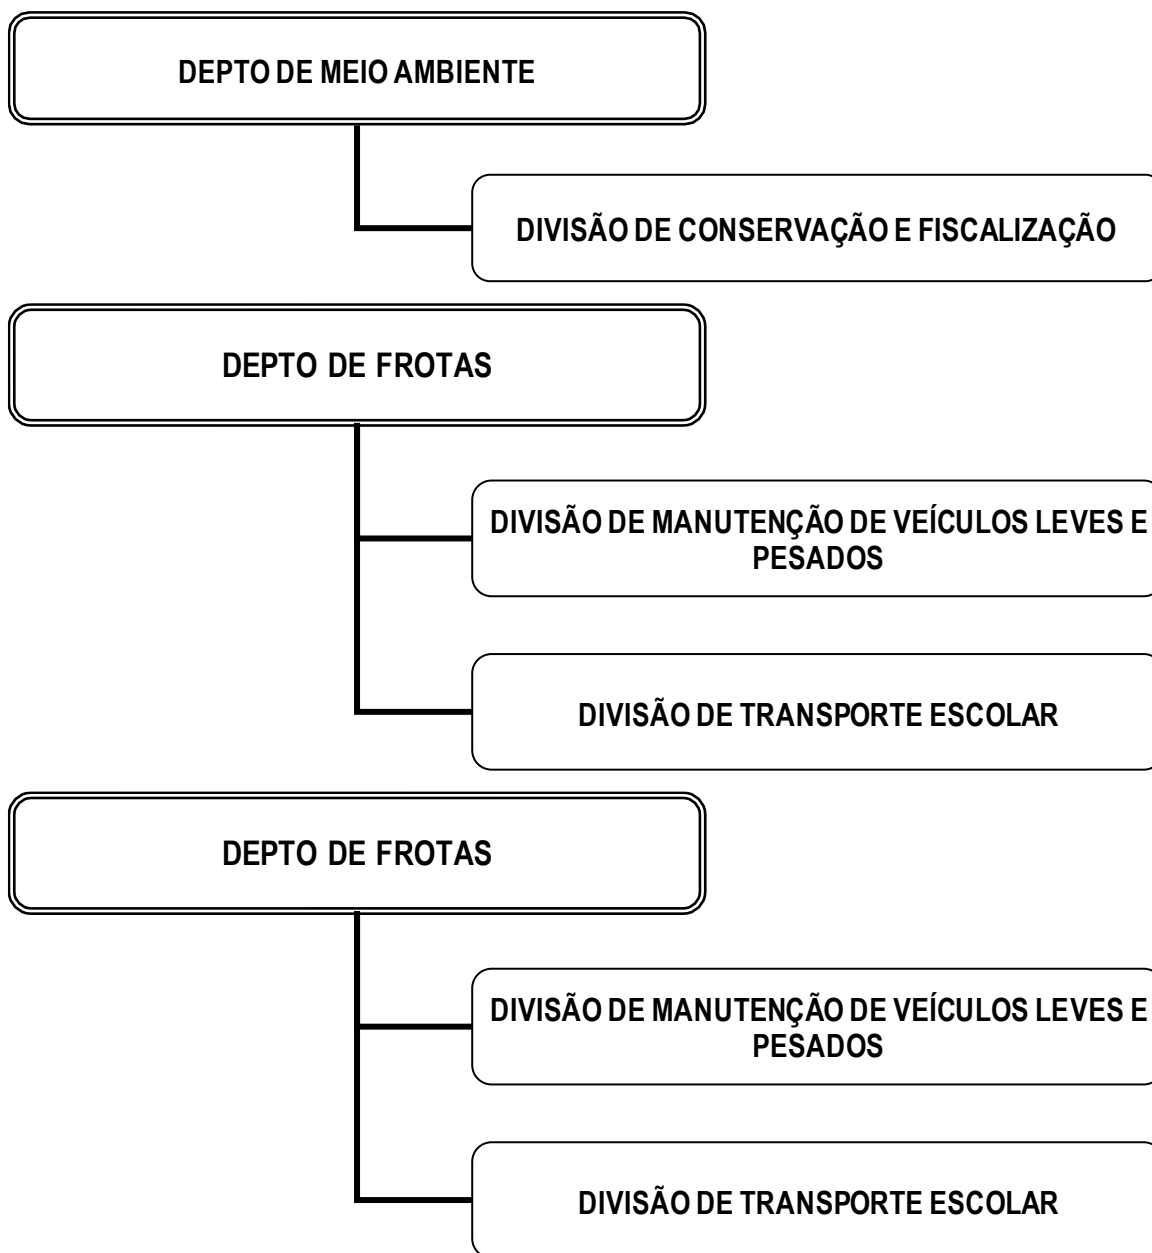 DEPTO DE MEIO AMBIENTE
DIVISÃO DE CONSERVAÇÃO E FISCALIZAÇÃO
DEPTO DE FROTAS
DIVISÃO DE MANUTENÇÃO DE VEÍCULOS LEVES E
PESADOS
DIVISÃO DE TRANSPORTE ESCOLAR
DEPTO DE FROTAS
DIVISÃO DE MANUTENÇÃO DE VEÍCULOS LEVES E
PESADOS
DIVISÃO DE TRANSPORTE ESCOLAR